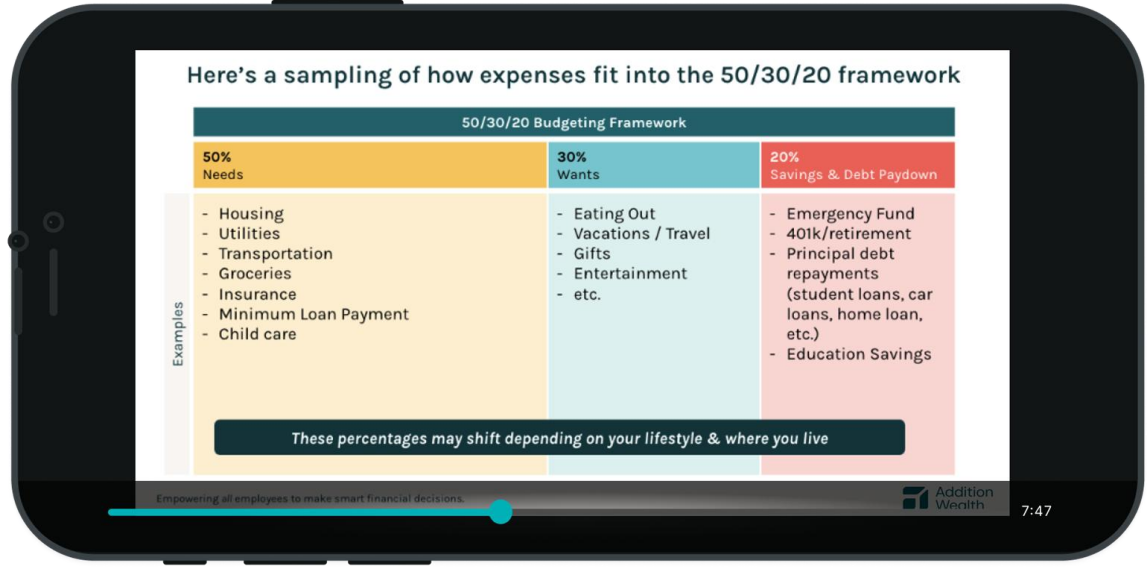 Here's a sampling of how expenses fit into the 50/30/20 framework
50/30/20 Budgeting Framework
50%
Needs
30%
Wants
20%
Savings & Debt Paydown
Examples
- Housing
- Utilities
- Transportation
- Groceries
- Insurance
- Minimum Loan Payment
- Child care
- Eating Out
- Vacations / Travel
- Gifts
- Entertainment
- etc.
- Emergency Fund
- 401k/retirement
- Principal debt
repayments
(student loans, car
loans, home loan,
etc.)
- Education Savings
These percentages may shift depending on your lifestyle & where you live
Empowering all employees to make smart financial decisions.
Addition
Wealth
7:47